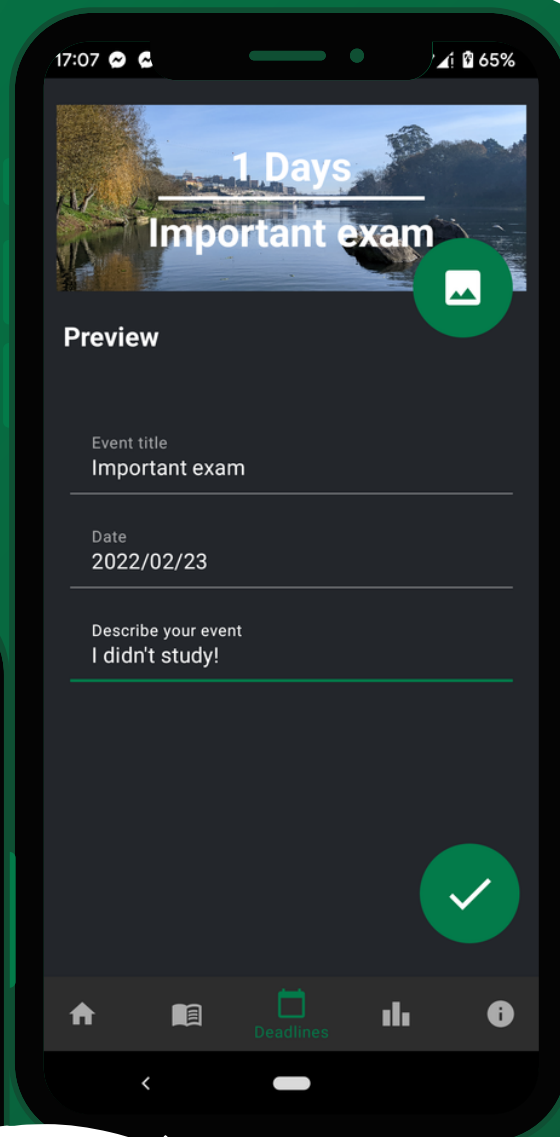 17:07
65%
1 Days
Important exam
Preview
Event title
Important exam
Date
2022/02/23
Describe your event
I didn't study!
Deadlines